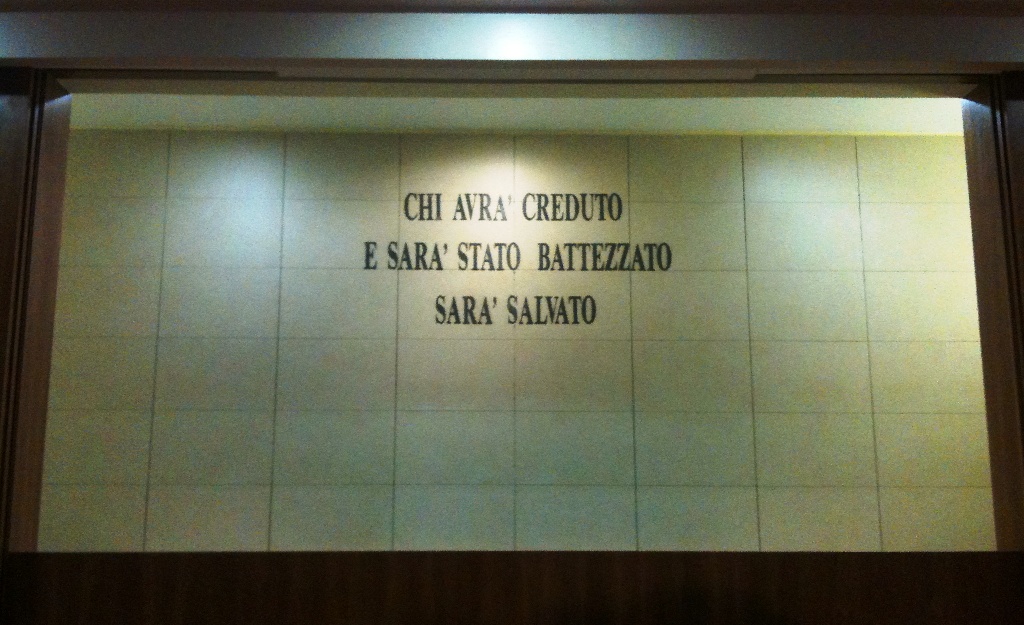 CHI AVRA' CREDUTO
E SARA' STATO BATTEZZATO
SARA' SALVATO